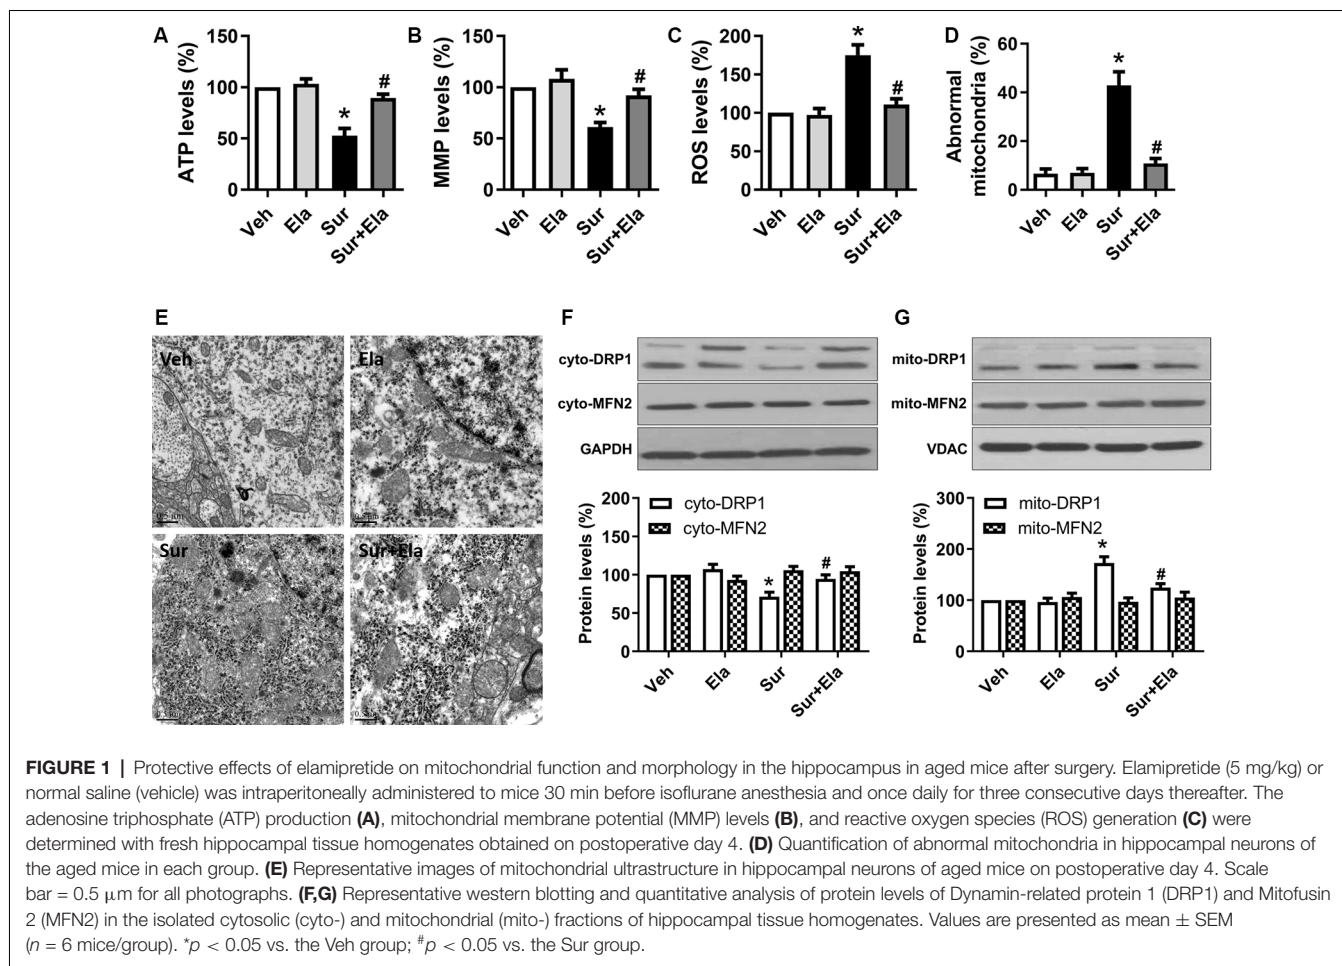 A
ATP levels (%)
150
100
50
0
*
#
Veh
Ela
Sur
Sur+Ela
B
MMP levels (%)
150
100
50
0
*
#
Veh
Ela
Sur
Sur+Ela
C
ROS levels (%)
200
150
100
50
0
*
#
Veh
Ela
Sur
Sur+Ela
D
Abnormal
mitochondria (%)
60
40
20
0
*
#
Veh
Ela
Sur
Sur+Ela
E
Veh
0.5 μm
Ela
0.5 μm
Sur
0.5 μm
Sur+Ela
0.5 μm
F
cyto-DRP1
cyto-MFN2
GAPDH
Protein levels (%)
200
150
100
50
0
cyto-DRP1
cyto-MFN2
*
#
Veh
Ela
Sur
Sur+Ela
G
mito-DRP1
mito-MFN2
VDAC
Protein levels (%)
300
200
100
0
mito-DRP1
mito-MFN2
*
#
Veh
Ela
Sur
Sur+Ela
FIGURE 1 | Protective effects of elamipretide on mitochondrial function and morphology in the hippocampus in aged mice after surgery. Elamipretide (5 mg/kg) or
normal saline (vehicle) was intraperitoneally administered to mice 30 min before isoflurane anesthesia and once daily for three consecutive days thereafter. The
adenosine triphosphate (ATP) production (A), mitochondrial membrane potential (MMP) levels (B), and reactive oxygen species (ROS) generation (C) were
determined with fresh hippocampal tissue homogenates obtained on postoperative day 4. (D) Quantification of abnormal mitochondria in hippocampal neurons of
the aged mice in each group. (E) Representative images of mitochondrial ultrastructure in hippocampal neurons of aged mice on postoperative day 4. Scale
bar = 0.5 μm for all photographs. (F,G) Representative western blotting and quantitative analysis of protein levels of Dynamin-related protein 1 (DRP1) and Mitofusin
2 (MFN2) in the isolated cytosolic (cyto-) and mitochondrial (mito-) fractions of hippocampal tissue homogenates. Values are presented as mean ± SEM
(n = 6 mice/group). *p < 0.05 vs. the Veh group; #p < 0.05 vs. the Sur group.